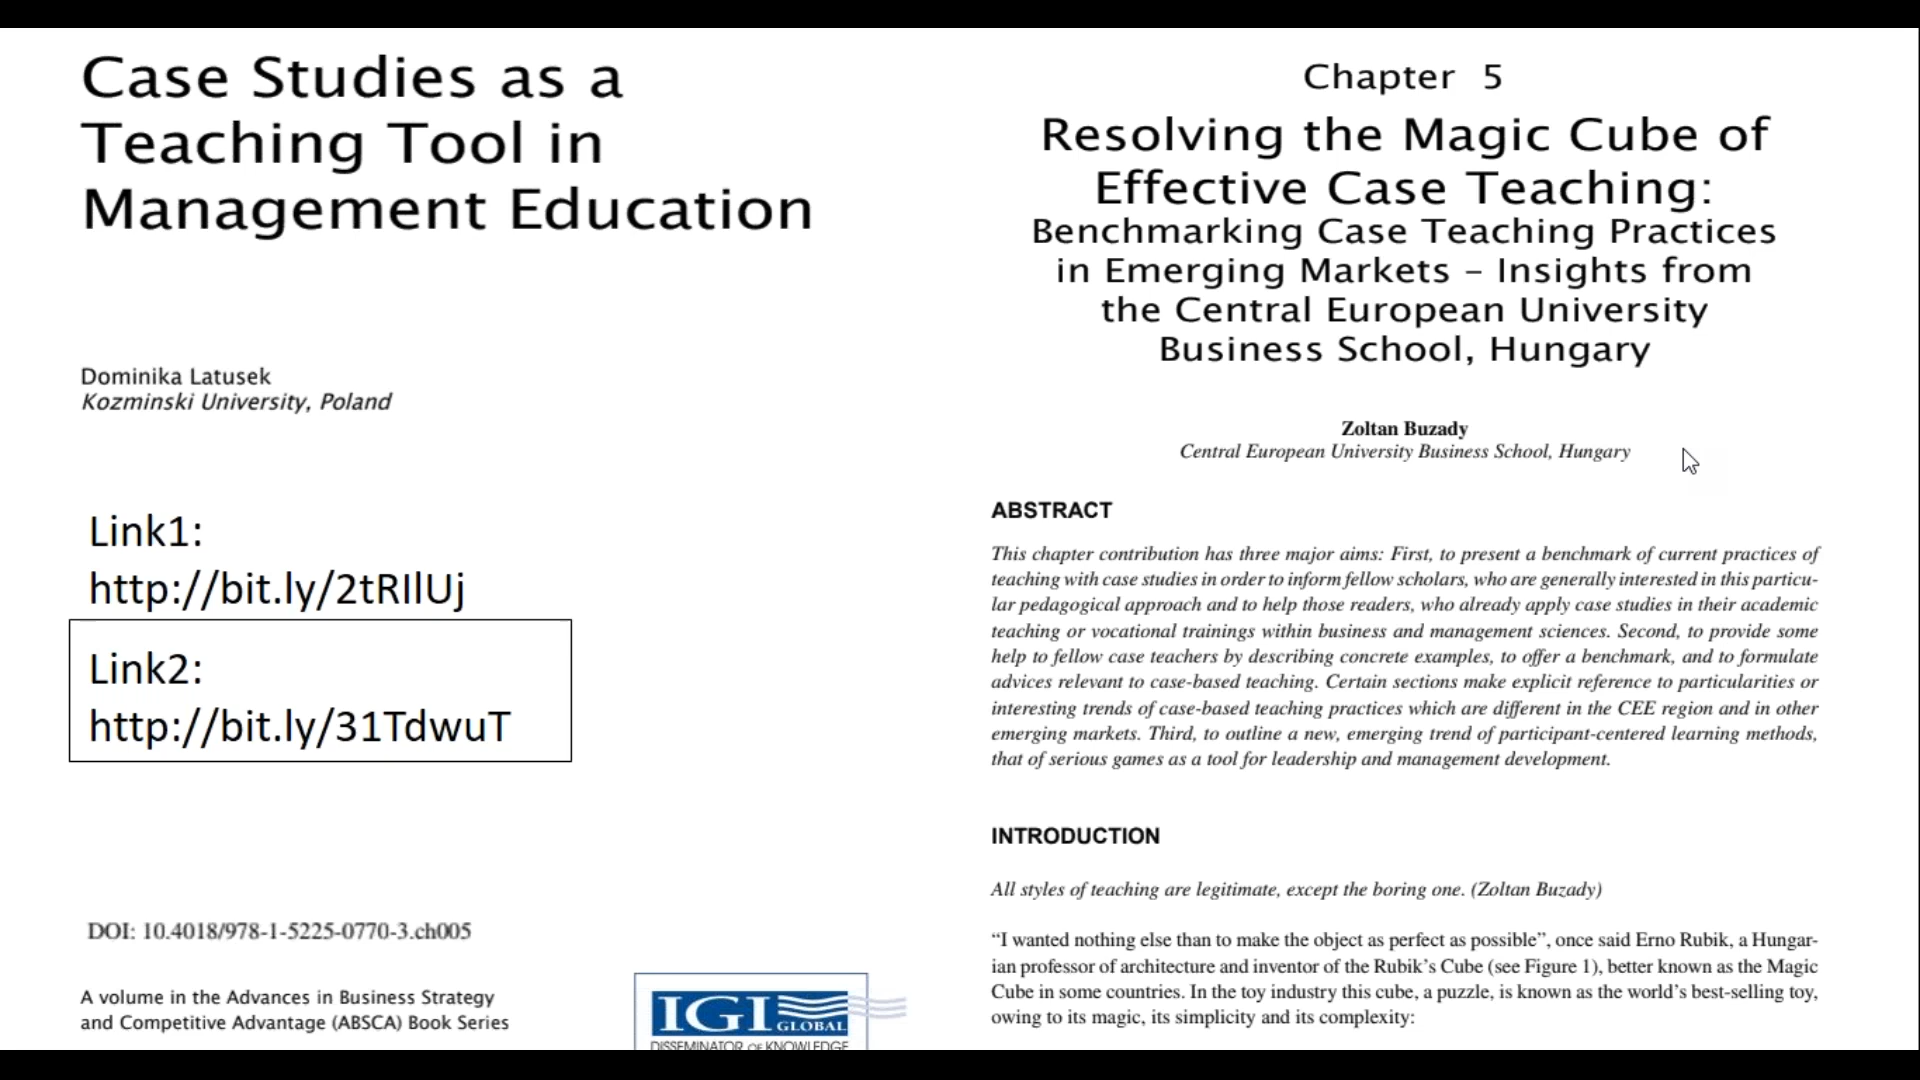 Case Studies as a
Teaching Tool in
Management Education
Dominika Latusek
Kozminski University, Poland
Link1:
http://bit.ly/2tRIlUj
Link2:
http://bit.ly/31TdwuT
DOI: 10.4018/978-1-5225-0770-3.ch005
A volume in the Advances in Business Strategy
and Competitive Advantage (ABSCA) Book Series
IGI GLOBAL
DISSEMINATOR OF KNOWLEDGE
Chapter 5
Resolving the Magic Cube of
Effective Case Teaching:
Benchmarking Case Teaching Practices
in Emerging Markets – Insights from
the Central European University
Business School, Hungary
Zoltan Buzady
Central European University Business School, Hungary
ABSTRACT
This chapter contribution has three major aims: First, to present a benchmark of current practices of
teaching with case studies in order to inform fellow scholars, who are generally interested in this particu-
lar pedagogical approach and to help those readers, who already apply case studies in their academic
teaching or vocational trainings within business and management sciences. Second, to provide some
help to fellow case teachers by describing concrete examples, to offer a benchmark, and to formulate
advices relevant to case-based teaching. Certain sections make explicit reference to particularities or
interesting trends of case-based teaching practices which are different in the CEE region and in other
emerging markets. Third, to outline a new, emerging trend of participant-centered learning methods,
that of serious games as a tool for leadership and management development.
INTRODUCTION
All styles of teaching are legitimate, except the boring one. (Zoltan Buzady)
“I wanted nothing else than to make the object as perfect as possible”, once said Erno Rubik, a Hungar-
ian professor of architecture and inventor of the Rubik’s Cube (see Figure 1), better known as the Magic
Cube in some countries. In the toy industry this cube, a puzzle, is known as the world’s best-selling toy,
owing to its magic, its simplicity and its complexity: